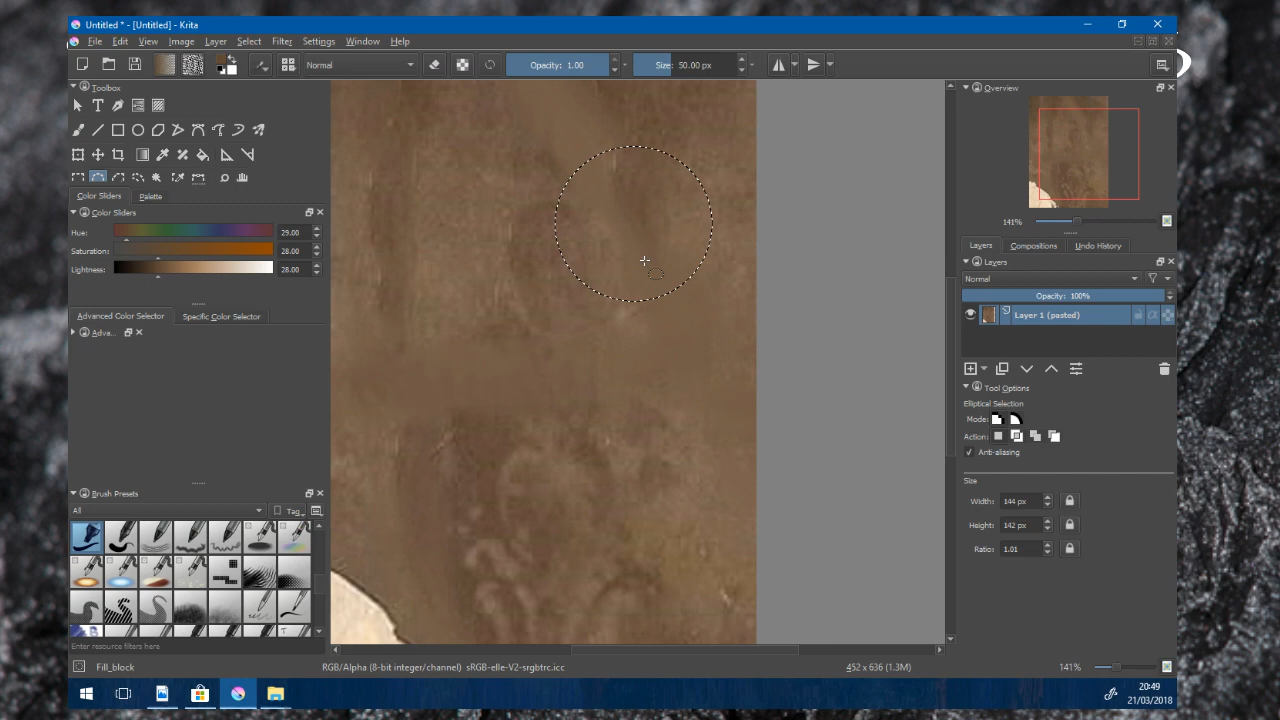 Untitled * - [Untitled] - Krita
File Edit View Image Layer Select Filter Settings Window Help
Normal
Opacity: 1.00
Size: 50.00 px
Toolbox
Color Sliders Palette
Color Sliders
Hue: 29.00
Saturation: 28.00
Lightness: 28.00
Advanced Color Selector Specific Color Selector
Adva...
Brush Presets
All
Tag
Enter resource filters here
Overview
141%
Layers Compositions Undo History
Layers
Normal
Opacity: 100%
Layer 1 (pasted)
Tool Options
Elliptical Selection
Mode:
Action:
Anti-aliasing
Size
Width: 144 px
Height: 142 px
Ratio: 1.01
Fill_block
RGB/Alpha (8-bit integer/channel) sRGB-elle-V2-srgbtrc.icc
452 x 636 (1.3M)
141%
20:49
21/03/2018